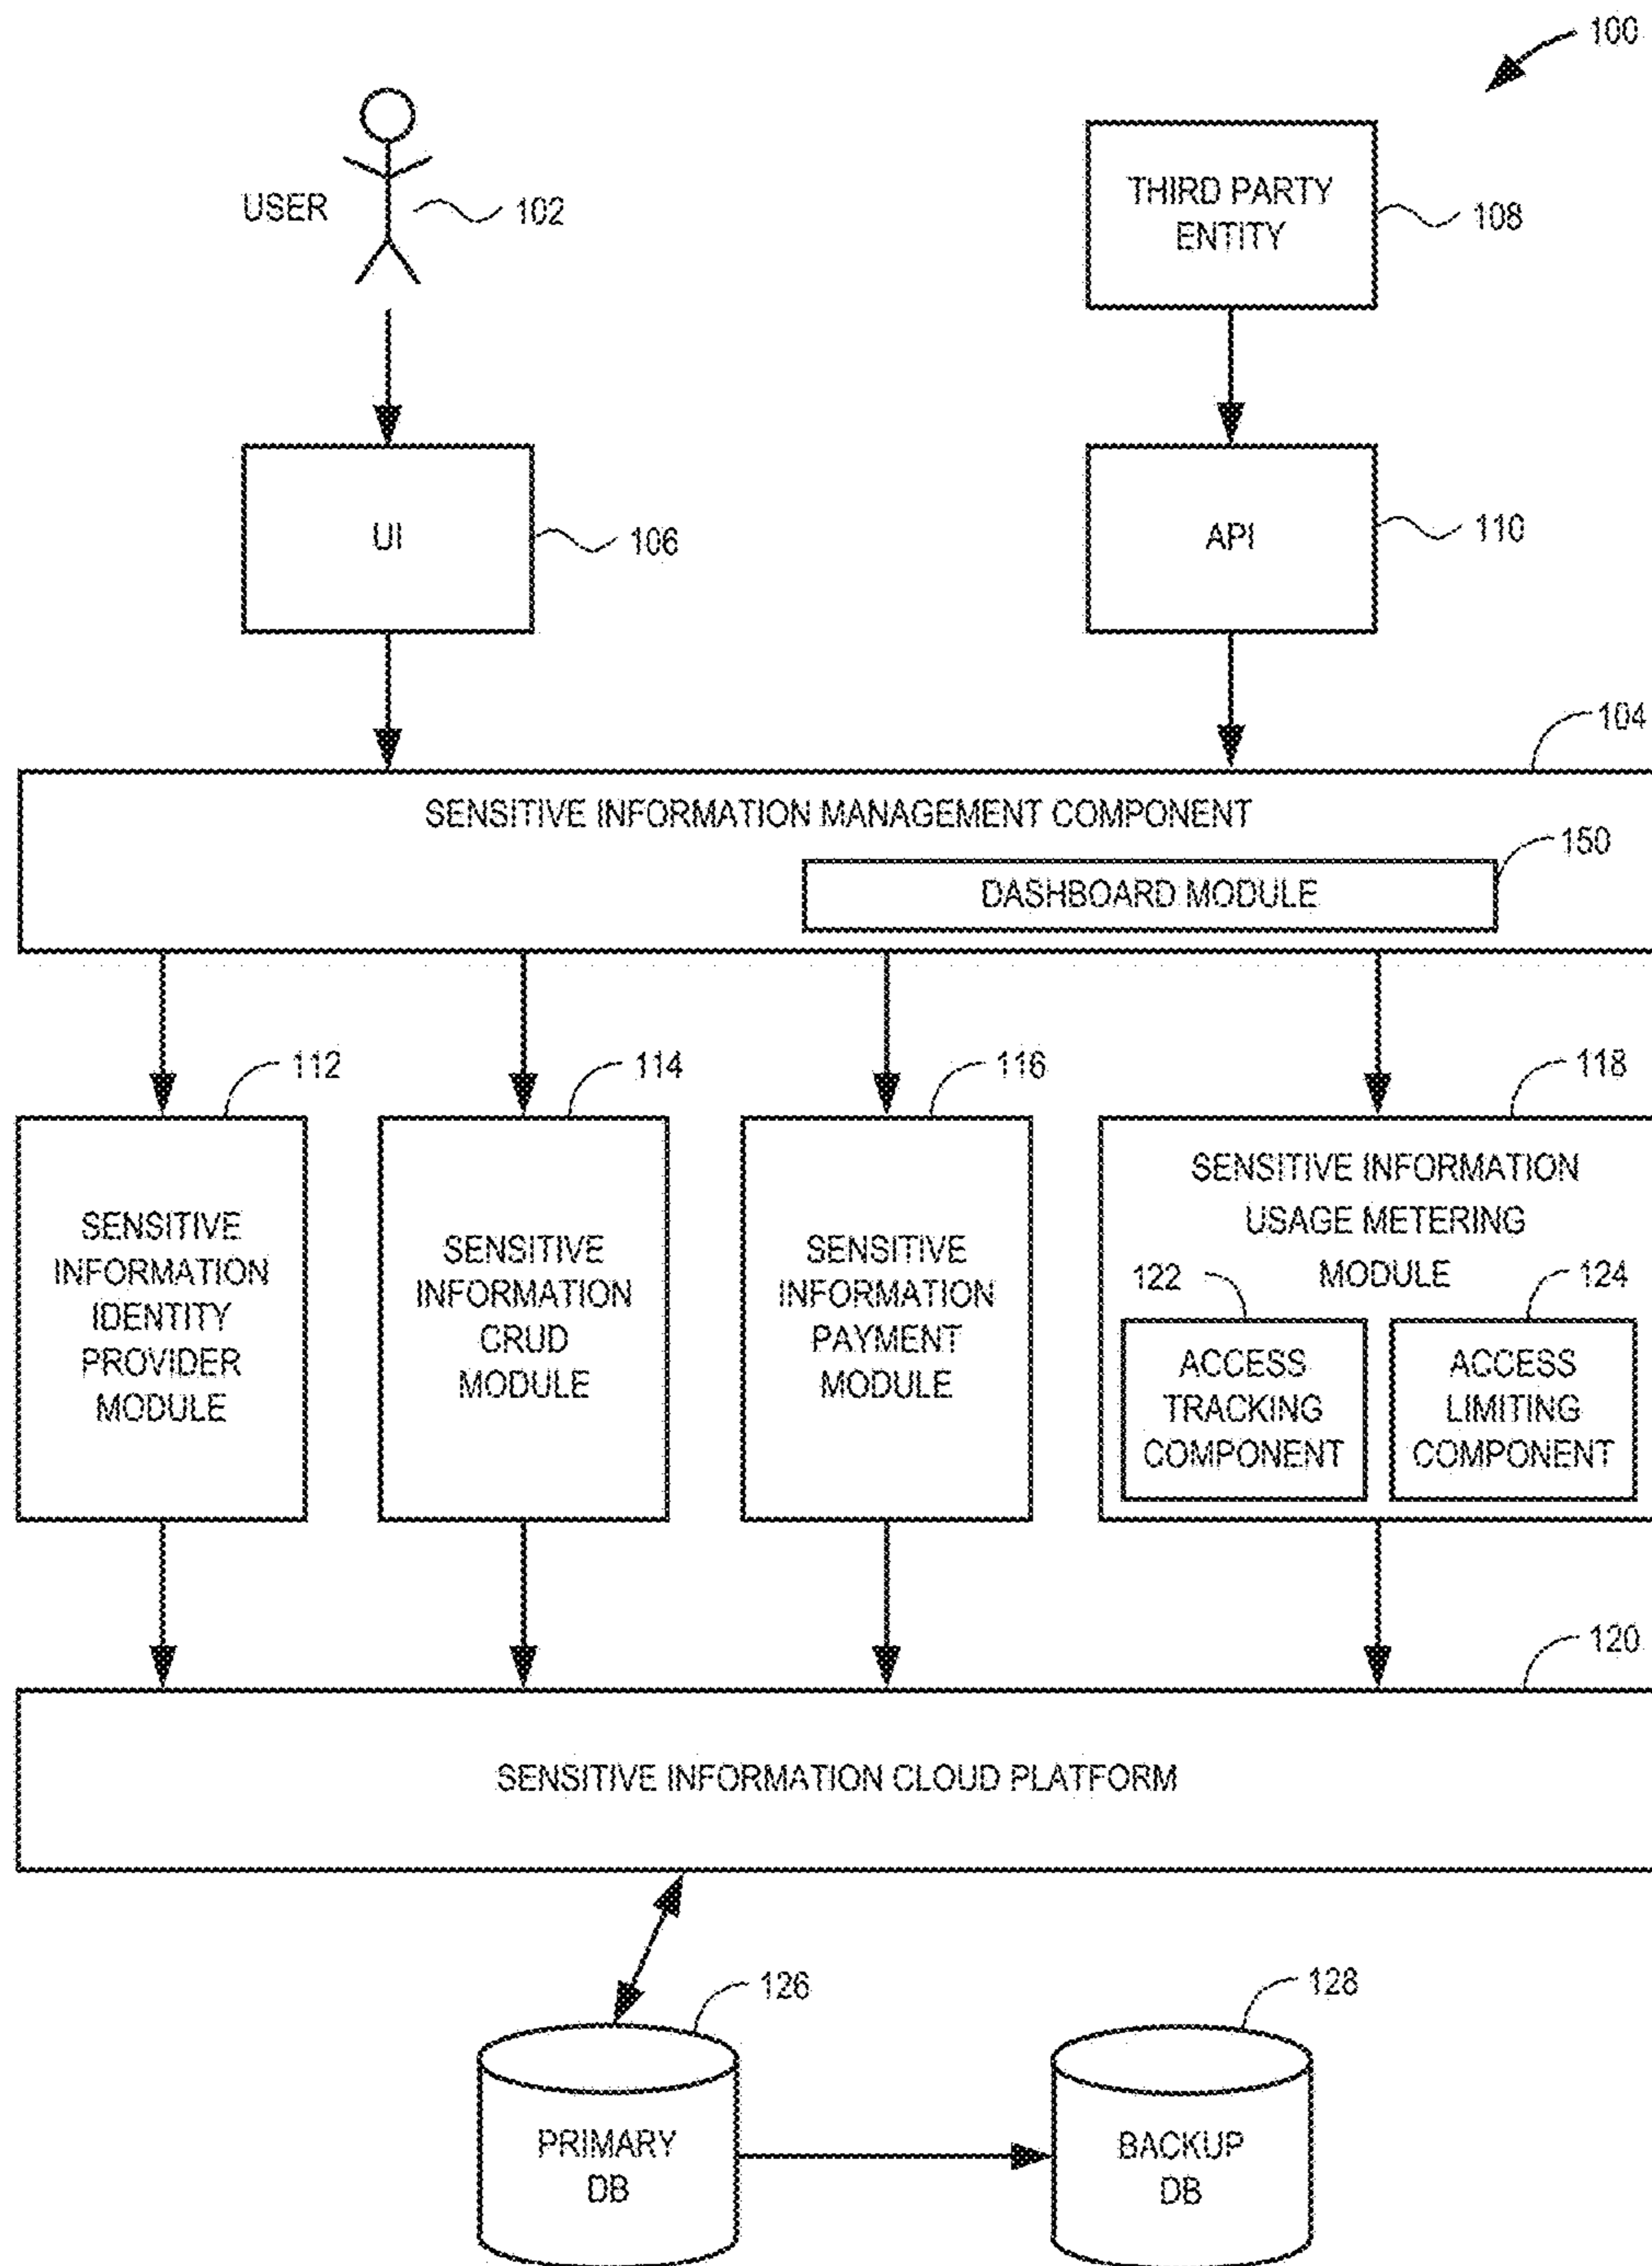 100
USER
102
THIRD PARTY
ENTITY
108
UI
106
API
110
104
SENSITIVE INFORMATION MANAGEMENT COMPONENT
150
DASHBOARD MODULE
112
114
116
118
SENSITIVE
INFORMATION
IDENTITY
PROVIDER
MODULE
SENSITIVE
INFORMATION
CRUD
MODULE
SENSITIVE
INFORMATION
PAYMENT
MODULE
SENSITIVE INFORMATION
USAGE METERING
MODULE
122
124
ACCESS
TRACKING
COMPONENT
ACCESS
LIMITING
COMPONENT
120
SENSITIVE INFORMATION CLOUD PLATFORM
126
128
PRIMARY
DB
BACKUP
DB